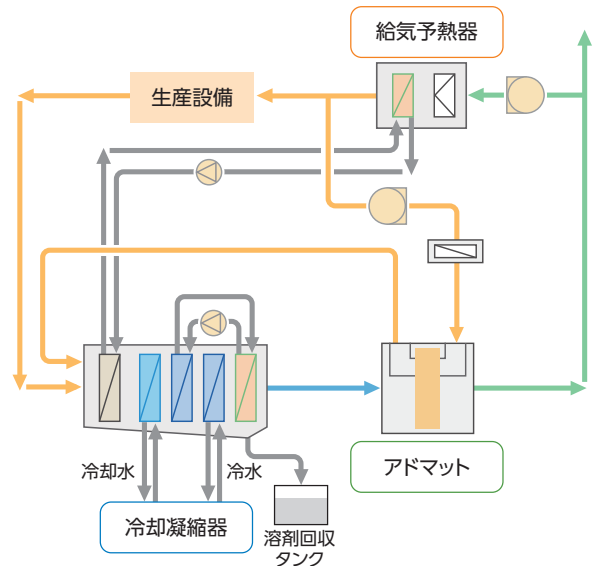 給気予熱器
生産設備
アドマット
冷却水
冷水
冷却凝縮器
溶剤回収
タンク